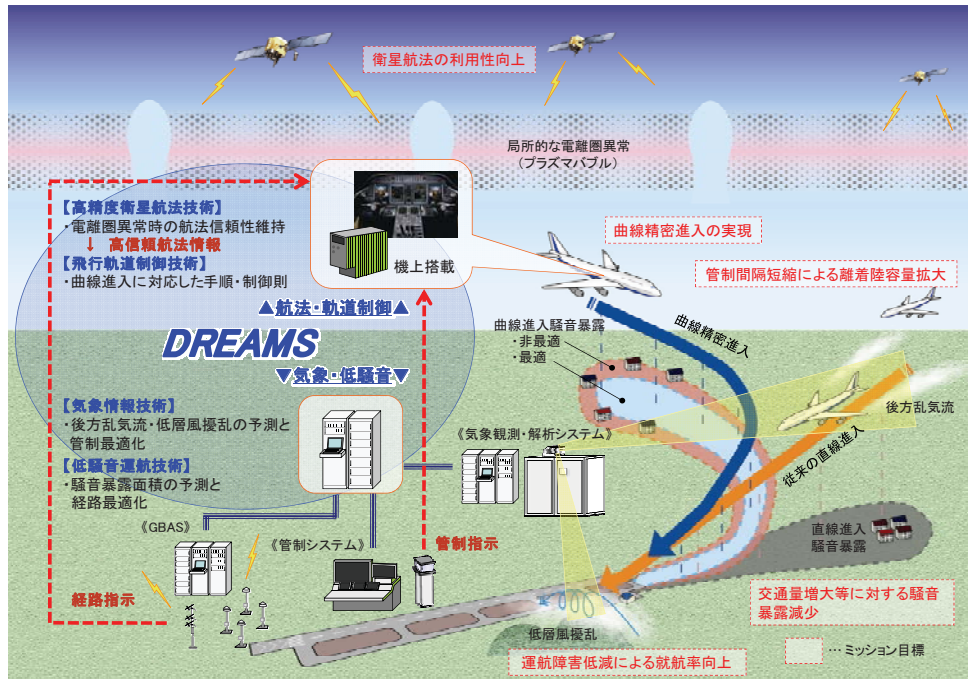 衛星航法の利用性向上
局所的な電離圏異常
(プラズマバブル)
【高精度衛星航法技術】
・電離圏異常時の航法信頼性維持
↓ 高信頼航法情報
【飛行軌道制御技術】
・曲線進入に対応した手順・制御則
機上搭載
曲線精密進入の実現
管制間隔短縮による離着陸容量拡大
▲航法・軌道制御▲
DREAMS
▼気象・低騒音▼
曲線進入騒音暴露
・非最適
・最適
曲線精密進入
後方乱気流
従来の直線進入
【気象情報技術】
・後方乱気流・低層風擾乱の予測と
管制最適化
【低騒音運航技術】
・騒音暴露面積の予測と
経路最適化
《気象観測・解析システム》
《GBAS》
《管制システム》
管制指示
経路指示
直線進入
騒音暴露
交通量増大等に対する騒音
暴露減少
低層風擾乱
運航障害低減による就航率向上
… ミッション目標